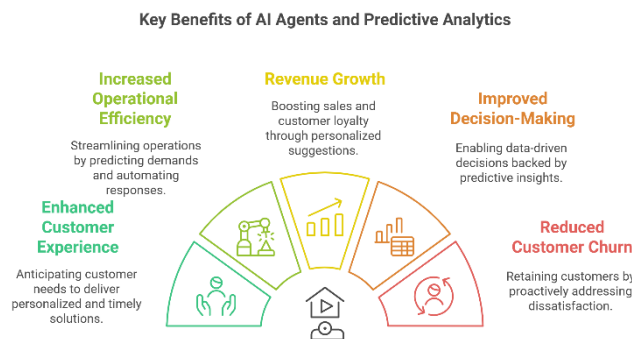 Key Benefits of AI Agents and Predictive Analytics
Increased
Operational
Efficiency
Streamlining operations
by predicting demands
and automating
responses.
Revenue Growth
Boosting sales and
customer loyalty
through personalized
suggestions.
Improved
Decision-Making
Enabling data-driven
decisions backed by
predictive insights.
Enhanced
Customer
Experience
Anticipating customer
needs to deliver
personalized and timely
solutions.
Reduced
Customer Churn
Retaining customers by
proactively addressing
dissatisfaction.